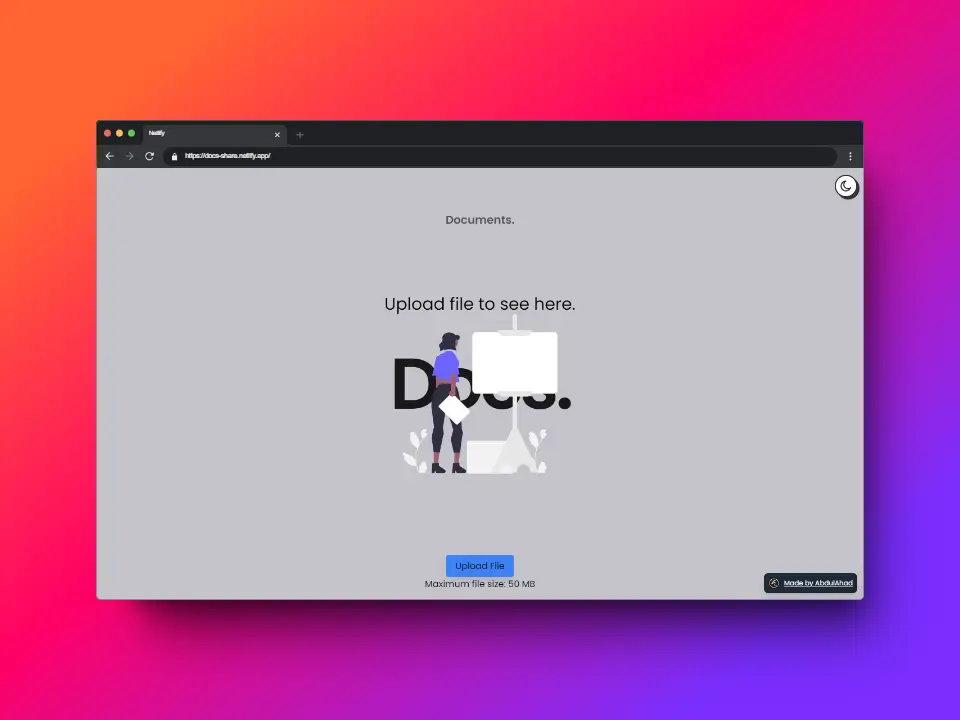 Netlify
https://docs-share.netlify.app/
Documents.
Upload file to see here.
Docs.
Upload File
Maximum file size: 50 MB
Made by AbdulAhad